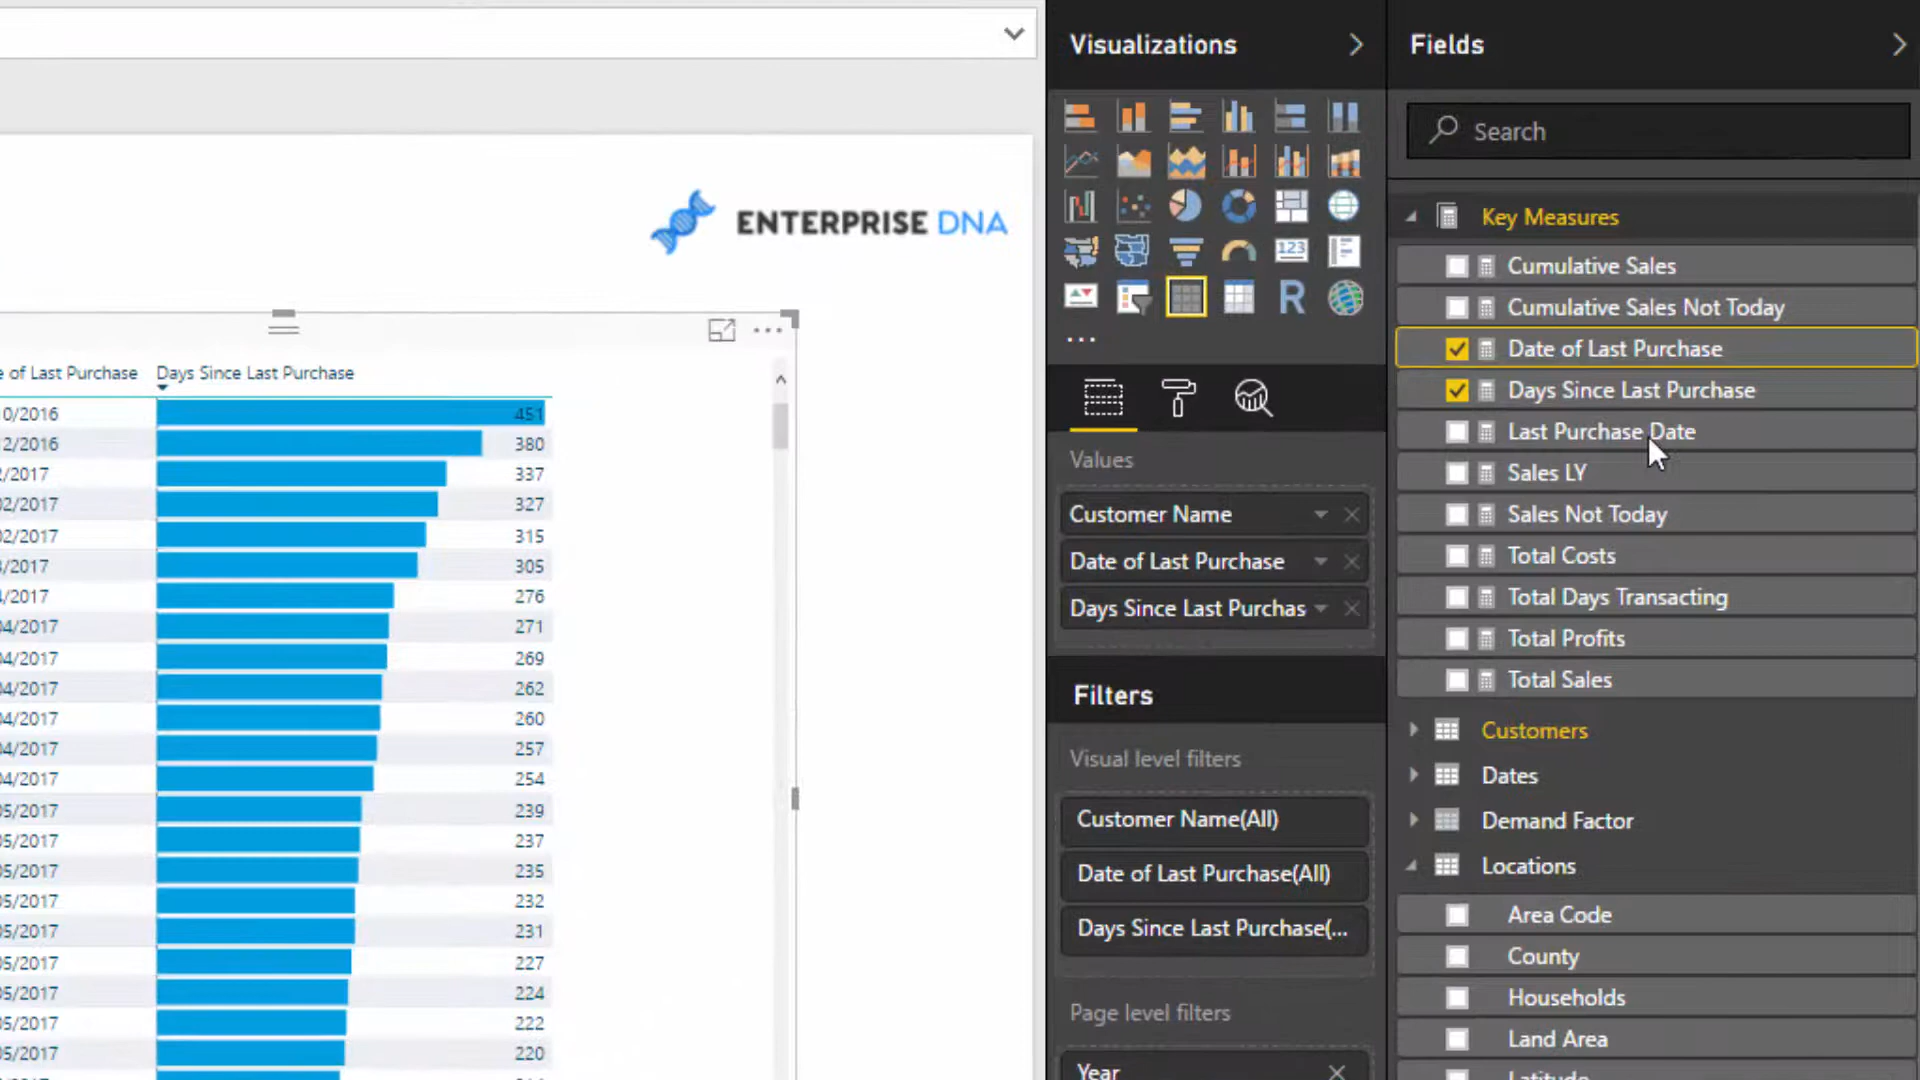 ENTERPRISE DNA
e of Last Purchase Days Since Last Purchase
0/2016 451
2/2016 380
/2017 337
02/2017 327
02/2017 315
/2017 305
/2017 276
04/2017 271
04/2017 269
04/2017 262
04/2017 260
04/2017 257
04/2017 254
05/2017 239
05/2017 237
05/2017 235
05/2017 232
05/2017 231
05/2017 227
05/2017 224
05/2017 222
05/2017 220
Visualizations
123
R
Values
Customer Name
Date of Last Purchase
Days Since Last Purchas
Filters
Visual level filters
Customer Name(All)
Date of Last Purchase(All)
Days Since Last Purchase(...
Page level filters
Year
Fields
Search
Key Measures
Cumulative Sales
Cumulative Sales Not Today
Date of Last Purchase
Days Since Last Purchase
Last Purchase Date
Sales LY
Sales Not Today
Total Costs
Total Days Transacting
Total Profits
Total Sales
Customers
Dates
Demand Factor
Locations
Area Code
County
Households
Land Area
Latitude